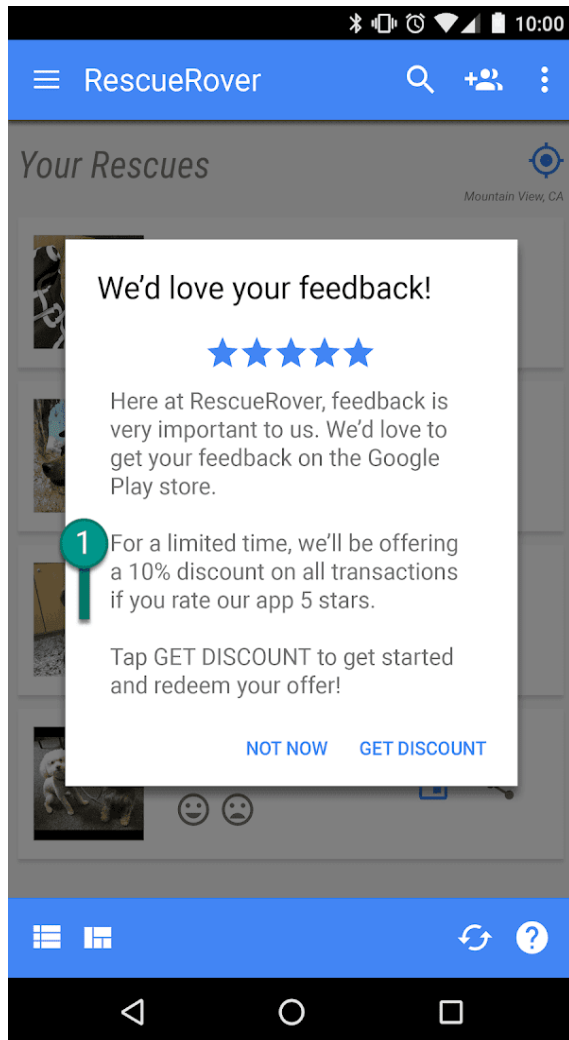 10:00
RescueRover
Your Rescues
Mountain View, CA
We’d love your feedback!
Here at RescueRover, feedback is
very important to us. We’d love to
get your feedback on the Google
Play store.
1
For a limited time, we’ll be offering
a 10% discount on all transactions
if you rate our app 5 stars.
Tap GET DISCOUNT to get started
and redeem your offer!
NOT NOW GET DISCOUNT
?